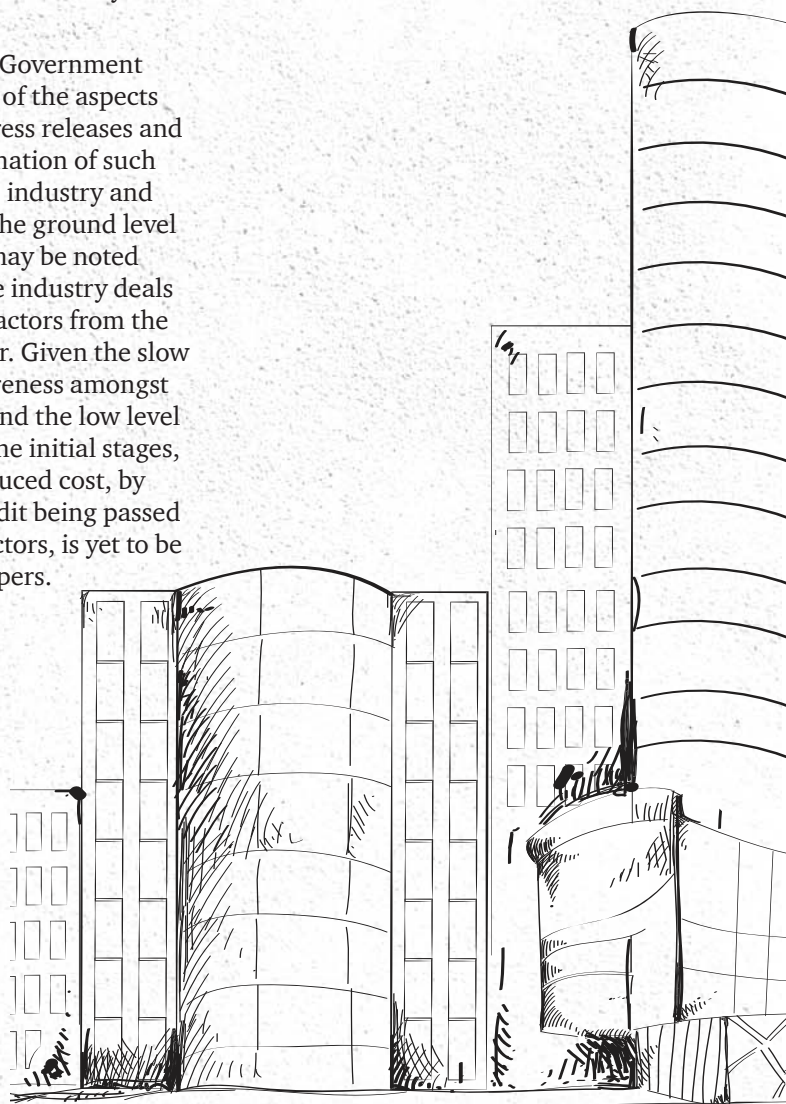 Government
of the aspects
ress releases and
nation of such
industry and
he ground level
may be noted
e industry deals
actors from the
r. Given the slow
reness amongst
nd the low level
he initial stages,
uced cost, by
dit being passed
ctors, is yet to be
pers.